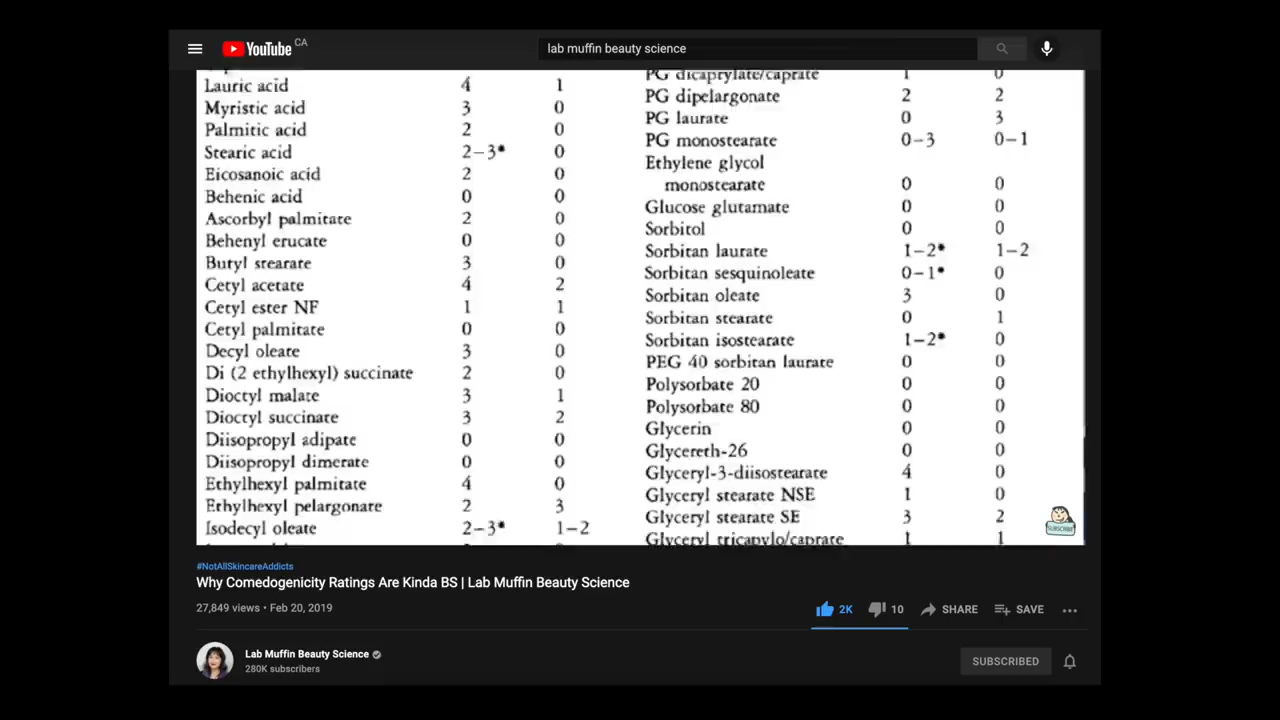 YouTube CA
lab muffin beauty science
Lauric acid 4 1
Myristic acid 3 0
Palmitic acid 2 0
Stearic acid 2–3* 0
Eicosanoic acid 2 0
Behenic acid 0 0
Ascorbyl palmitate 2 0
Behenyl erucate 0 0
Butyl stearate 3 0
Cetyl acetate 4 2
Cetyl ester NF 1 1
Cetyl palmitate 0 0
Decyl oleate 3 0
Di (2 ethylhexyl) succinate 2 0
Dioctyl malate 3 1
Dioctyl succinate 3 2
Diisopropyl adipate 0 0
Diisopropyl dimerate 0 0
Ethylhexyl palmitate 4 0
Ethylhexyl pelargonate 2 3
Isodecyl oleate 2–3* 1–2
PG dicaprylate/caprate 1 0
PG dipelargonate 2 2
PG laurate 0 3
PG monostearate 0–3 0–1
Ethylene glycol
monostearate 0 0
Glucose glutamate 0 0
Sorbitol 0 0
Sorbitan laurate 1–2* 1–2
Sorbitan sesquinoleate 0–1* 0
Sorbitan oleate 3 0
Sorbitan stearate 0 1
Sorbitan isostearate 1–2* 0
PEG 40 sorbitan laurate 0 0
Polysorbate 20 0 0
Polysorbate 80 0 0
Glycerin 0 0
Glycereth-26 0 0
Glyceryl-3-diisostearate 4 0
Glyceryl stearate NSE 1 0
Glyceryl stearate SE 3 2
Glyceryl tricapylo/caprate 1 1
SUBSCRIBE
#NotAllSkincareAddicts
Why Comedogenicity Ratings Are Kinda BS | Lab Muffin Beauty Science
27,849 views • Feb 20, 2019
2K 10 SHARE SAVE
Lab Muffin Beauty Science
280K subscribers
SUBSCRIBED